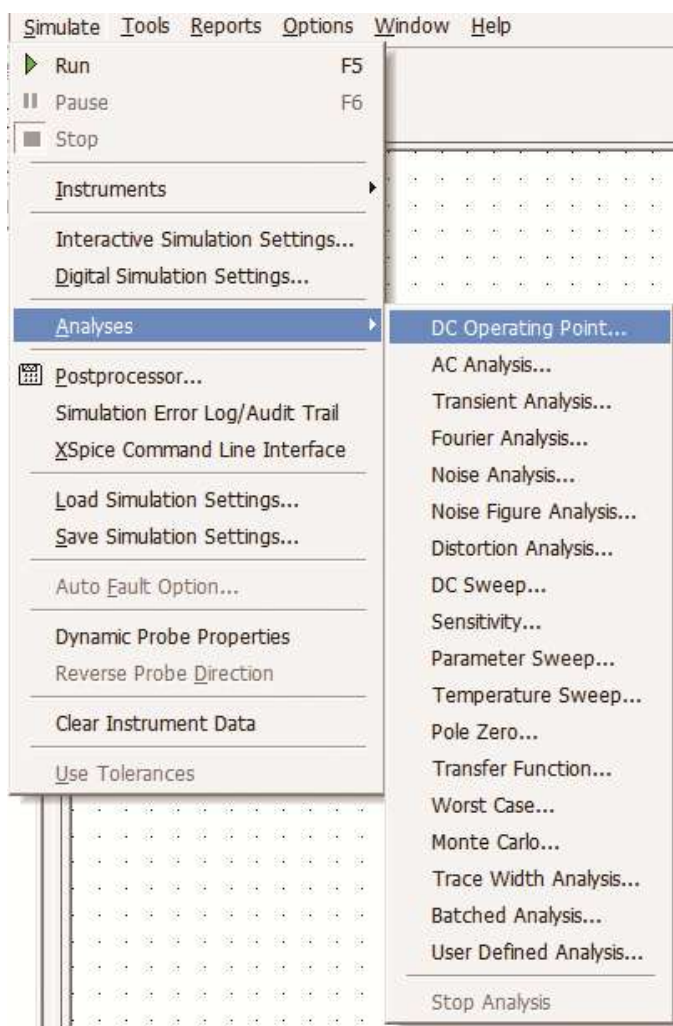 Simulate Tools Reports Options Window Help
Run F5
Pause F6
Stop
Instruments
Interactive Simulation Settings...
Digital Simulation Settings...
Analyses
Postprocessor...
Simulation Error Log/Audit Trail
XSpice Command Line Interface
Load Simulation Settings...
Save Simulation Settings...
Auto Fault Option...
Dynamic Probe Properties
Reverse Probe Direction
Clear Instrument Data
Use Tolerances
DC Operating Point...
AC Analysis...
Transient Analysis...
Fourier Analysis...
Noise Analysis...
Noise Figure Analysis...
Distortion Analysis...
DC Sweep...
Sensitivity...
Parameter Sweep...
Temperature Sweep...
Pole Zero...
Transfer Function...
Worst Case...
Monte Carlo...
Trace Width Analysis...
Batched Analysis...
User Defined Analysis...
Stop Analysis